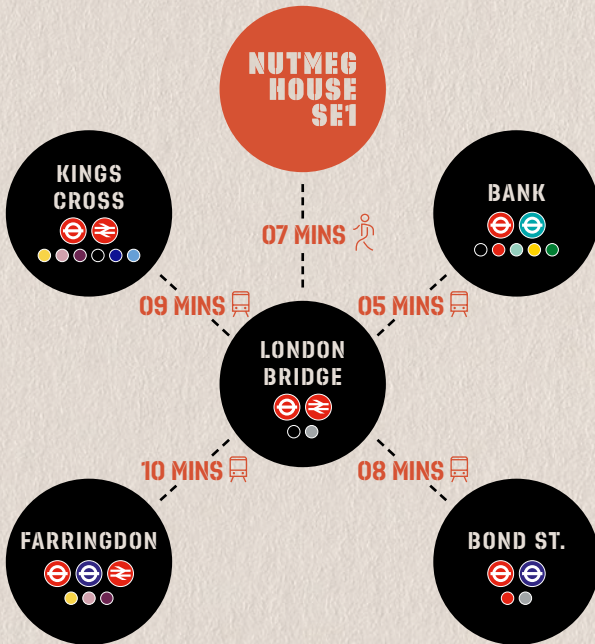 NUTMEG
HOUSE
SE1
KINGS
CROSS
BANK
07 MINS
09 MINS
05 MINS
LONDON
BRIDGE
10 MINS
08 MINS
FARRINGDON
BOND ST.